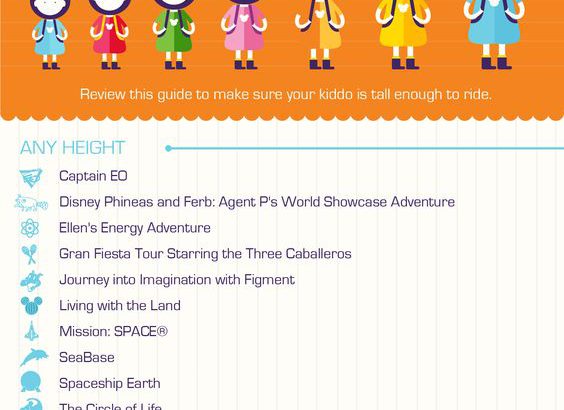 Review this guide to make sure your kiddo is tall enough to ride.
ANY HEIGHT
Captain EO
Disney Phineas and Ferb: Agent P's World Showcase Adventure
Ellen's Energy Adventure
Gran Fiesta Tour Starring the Three Caballeros
Journey into Imagination with Figment
Living with the Land
Mission: SPACE®
SeaBase
Spaceship Earth
The Circle of Life